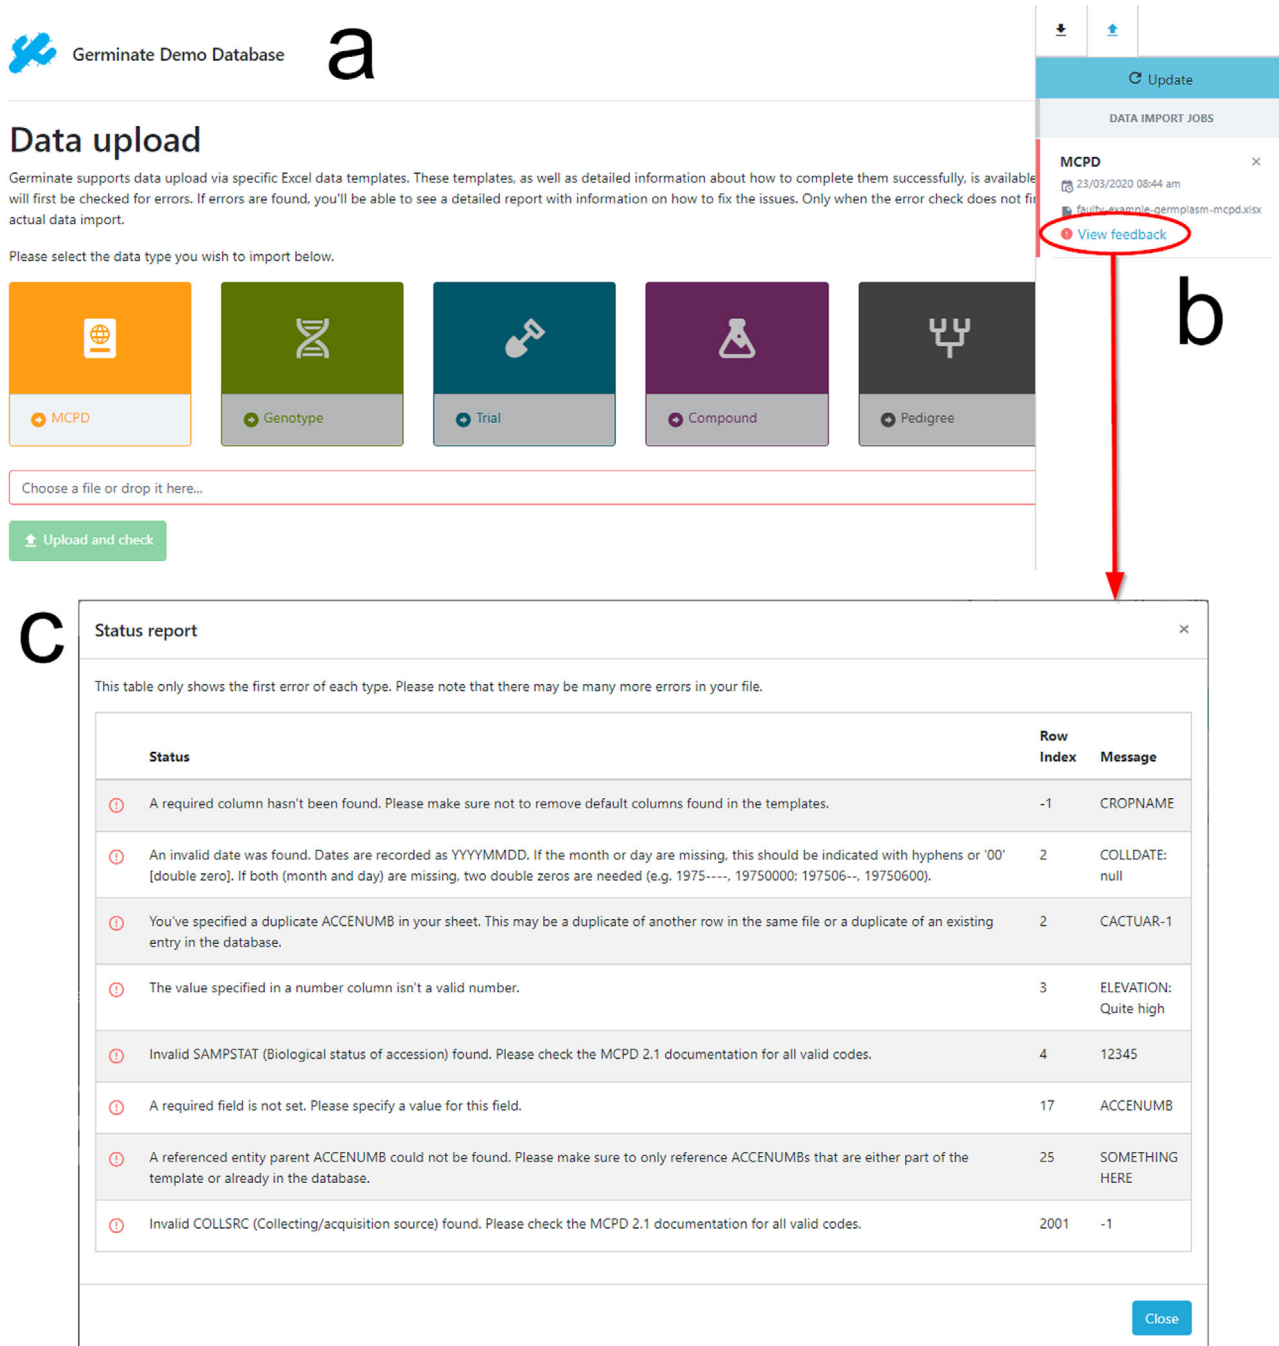 Germinate Demo Database
a
Data upload
Germinate supports data upload via specific Excel data templates. These templates, as well as detailed information about how to complete them successfully, is available
will first be checked for errors. If errors are found, you'll be able to see a detailed report with information on how to fix the issues. Only when the error check does not fi
actual data import.
Please select the data type you wish to import below.
MCPD
Genotype
Trial
Compound
Pedigree
Choose a file or drop it here...
Upload and check
Update
DATA IMPORT JOBS
MCPD ×
23/03/2020 08:44 am
faulty-example-germplasm-mcpd.xlsx
View feedback
b
c
Status report ×
This table only shows the first error of each type. Please note that there may be many more errors in your file.
Status Row Index Message
A required column hasn't been found. Please make sure not to remove default columns found in the templates. -1 CROPNAME
An invalid date was found. Dates are recorded as YYYYMMDD. If the month or day are missing, this should be indicated with hyphens or '00' 2 COLLDATE:
[double zero]. If both (month and day) are missing, two double zeros are needed (e.g. 1975----, 19750000; 197506--, 19750600). null
You've specified a duplicate ACCENUMB in your sheet. This may be a duplicate of another row in the same file or a duplicate of an existing 2 CACTUAR-1
entry in the database.
The value specified in a number column isn't a valid number. 3 ELEVATION:
Quite high
Invalid SAMPSTAT (Biological status of accession) found. Please check the MCPD 2.1 documentation for all valid codes. 4 12345
A required field is not set. Please specify a value for this field. 17 ACCENUMB
A referenced entity parent ACCENUMB could not be found. Please make sure to only reference ACCENUMBs that are either part of the 25 SOMETHING
template or already in the database. HERE
Invalid COLLSRC (Collecting/acquisition source) found. Please check the MCPD 2.1 documentation for all valid codes. 2001 -1
Close